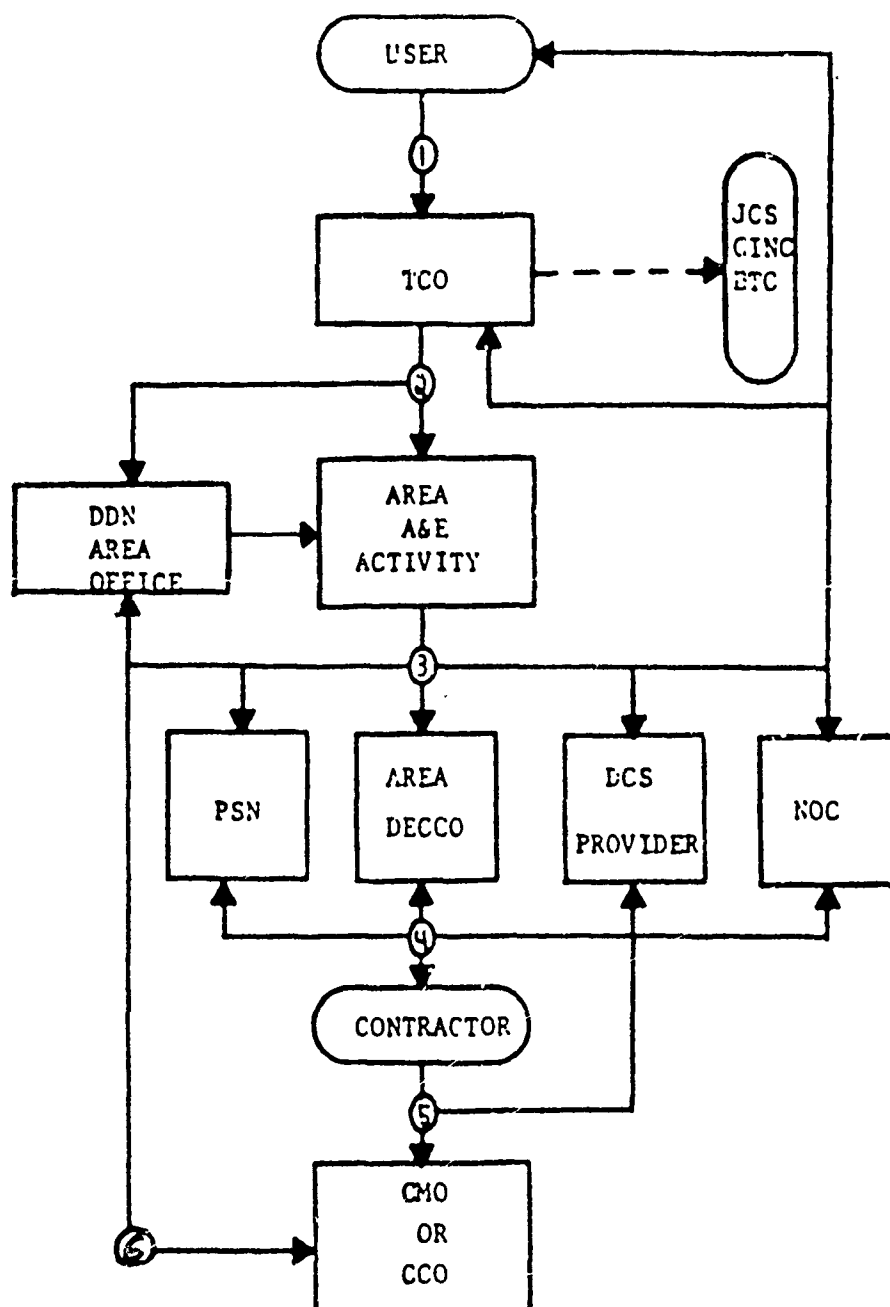 USER
1
TCO
JCS
CINC
ETC
2
DDN
AREA
OFFICE
AREA
A&E
ACTIVITY
3
PSN
AREA
DECCO
DCS
PROVIDER
NOC
4
CONTRACTOR
5
CMO
OR
CCO
6